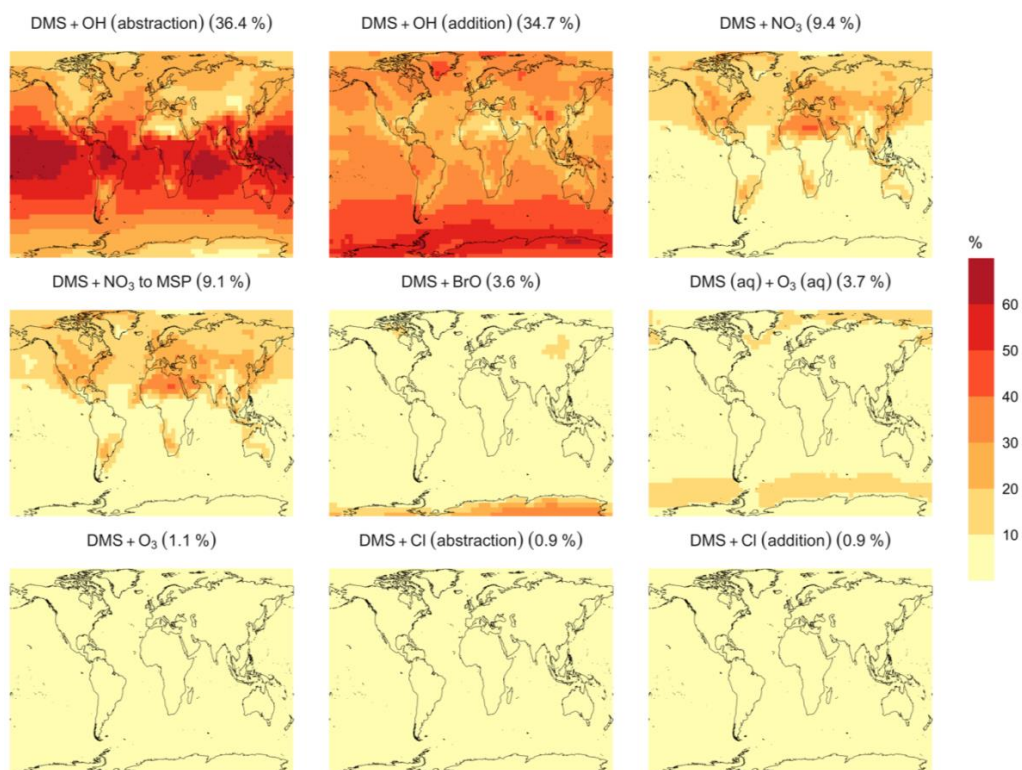 DMS + OH (abstraction) (36.4 %)
DMS + OH (addition) (34.7 %)
DMS + NO₃ (9.4 %)
DMS + NO₃ to MSP (9.1 %)
DMS + BrO (3.6 %)
DMS (aq) + O₃ (aq) (3.7 %)
DMS + O₃ (1.1 %)
DMS + Cl (abstraction) (0.9 %)
DMS + Cl (addition) (0.9 %)
%
60
50
40
30
20
10